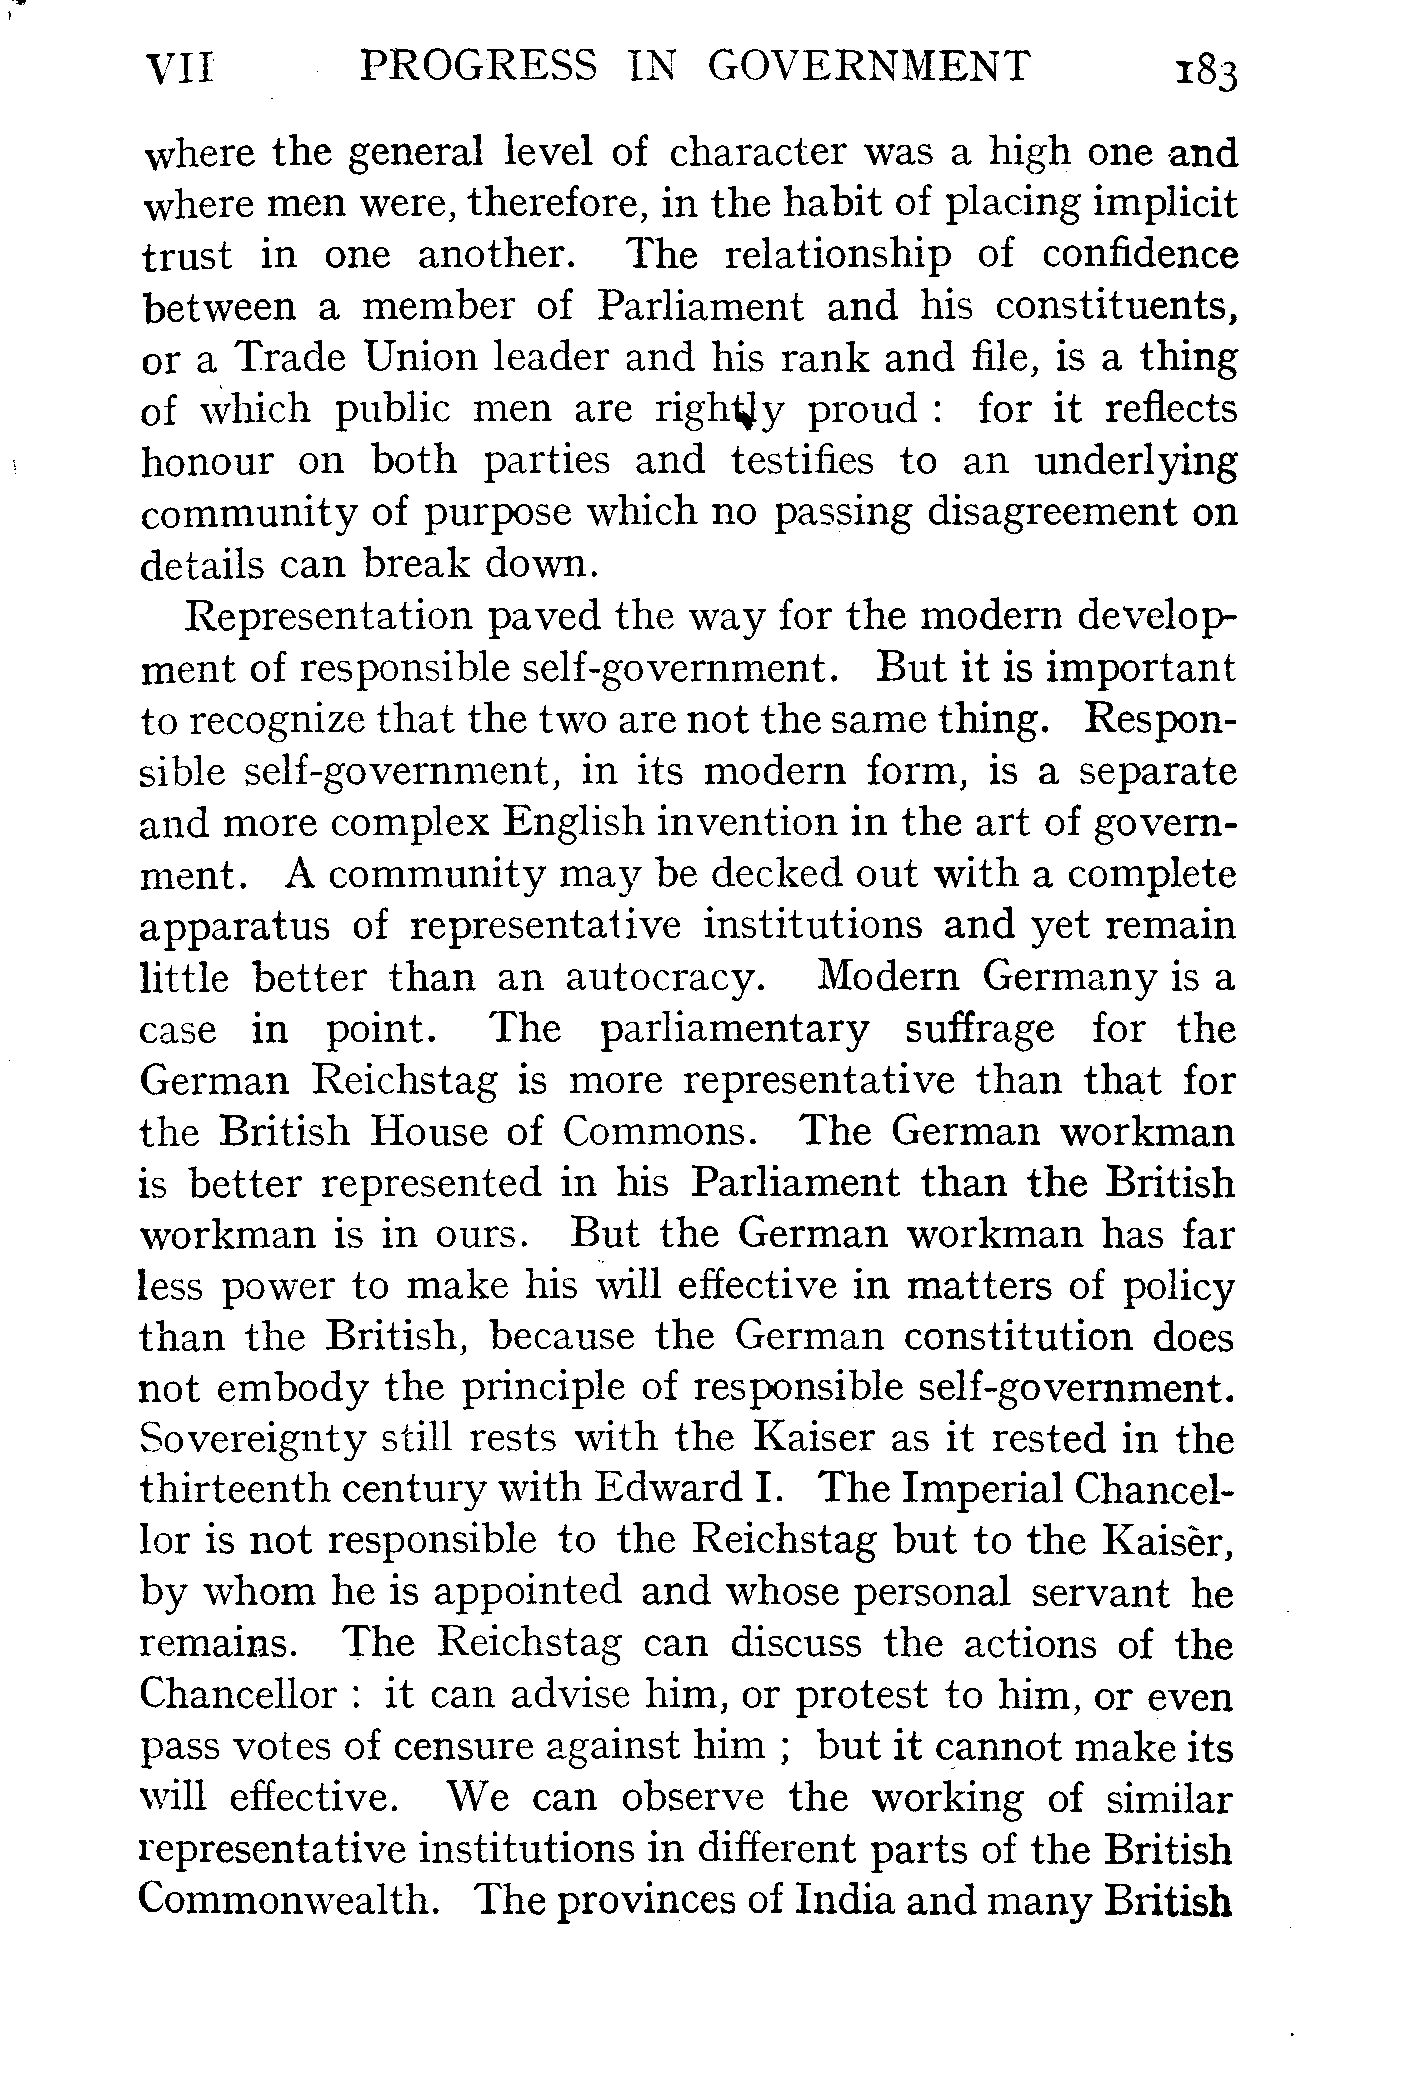 VII PROGRESS IN GOVERNMENT 183
where the general level of character was a high one and
where men were, therefore, in the habit of placing implicit
trust in one another. The relationship of confidence
between a member of Parliament and his constituents,
or a Trade Union leader and his rank and file, is a thing
of which public men are rightly proud : for it reflects
honour on both parties and testifies to an underlying
community of purpose which no passing disagreement on
details can break down.
Representation paved the way for the modern develop-
ment of responsible self-government. But it is important
to recognize that the two are not the same thing. Respon-
sible self-government, in its modern form, is a separate
and more complex English invention in the art of govern-
ment. A community may be decked out with a complete
apparatus of representative institutions and yet remain
little better than an autocracy. Modern Germany is a
case in point. The parliamentary suffrage for the
German Reichstag is more representative than that for
the British House of Commons. The German workman
is better represented in his Parliament than the British
workman is in ours. But the German workman has far
less power to make his will effective in matters of policy
than the British, because the German constitution does
not embody the principle of responsible self-government.
Sovereignty still rests with the Kaiser as it rested in the
thirteenth century with Edward I. The Imperial Chancel-
lor is not responsible to the Reichstag but to the Kaiser,
by whom he is appointed and whose personal servant he
remains. The Reichstag can discuss the actions of the
Chancellor : it can advise him, or protest to him, or even
pass votes of censure against him ; but it cannot make its
will effective. We can observe the working of similar
representative institutions in different parts of the British
Commonwealth. The provinces of India and many British